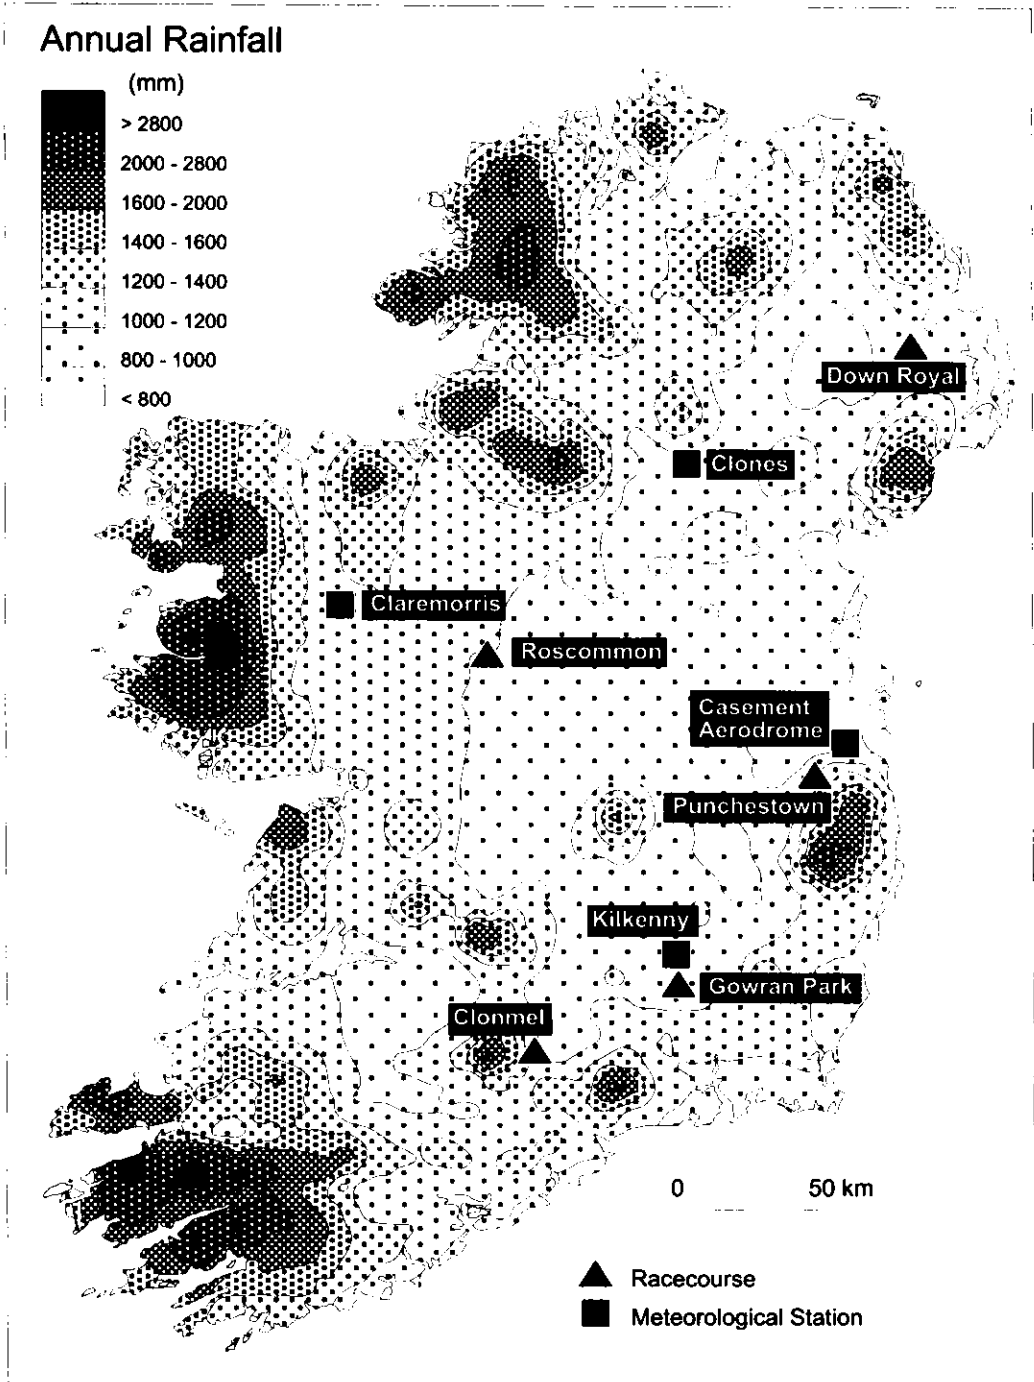 Annual Rainfall
(mm)
> 2800
2000 - 2800
1600 - 2000
1400 - 1600
1200 - 1400
1000 - 1200
800 - 1000
< 800
Down Royal
Clones
Claremorris
Roscommon
Casement
Aerodrome
Punchestown
Kilkenny
Gowran Park
Clonmel
0 50 km
Racecourse
Meteorological Station